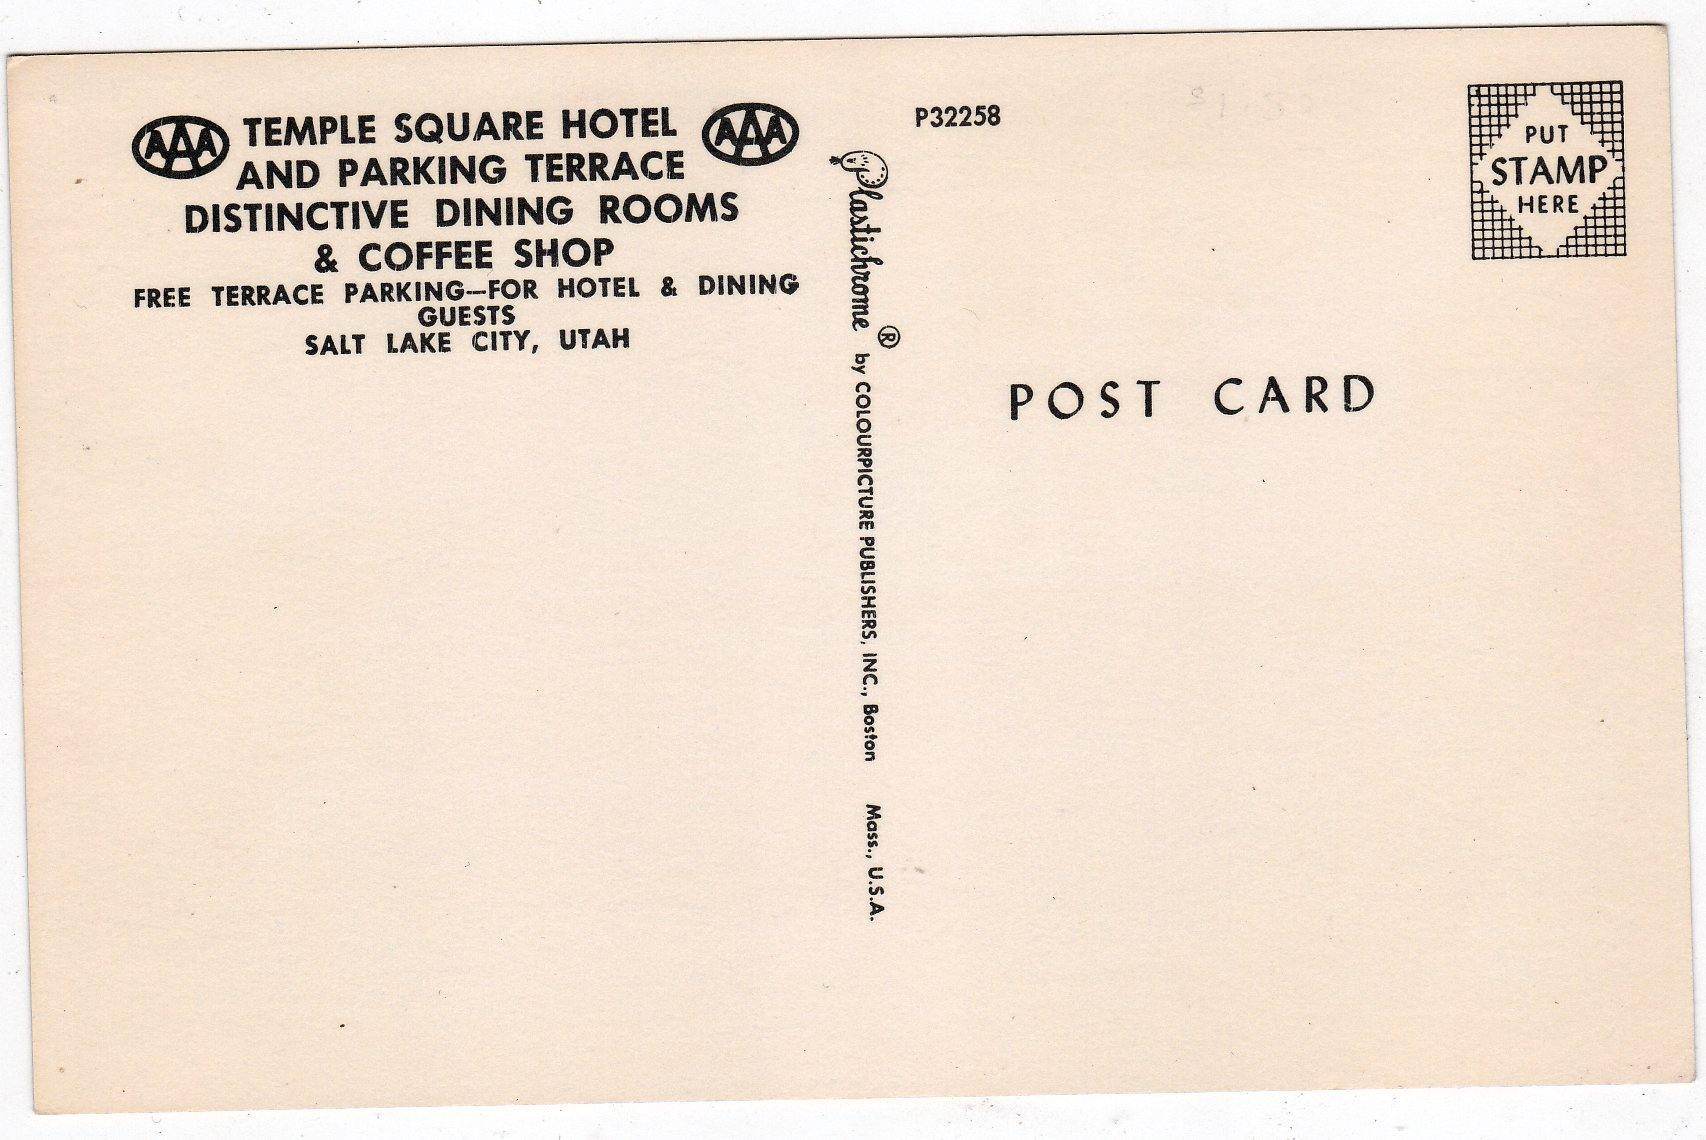 AAA TEMPLE SQUARE HOTEL AAA
AND PARKING TERRACE
DISTINCTIVE DINING ROOMS
& COFFEE SHOP
FREE TERRACE PARKING—FOR HOTEL & DINING
GUESTS
SALT LAKE CITY, UTAH
Plastichrome ® by COLOURPICTURE PUBLISHERS, INC., Boston Mass., U.S.A.
P32258
PUT
STAMP
HERE
POST CARD